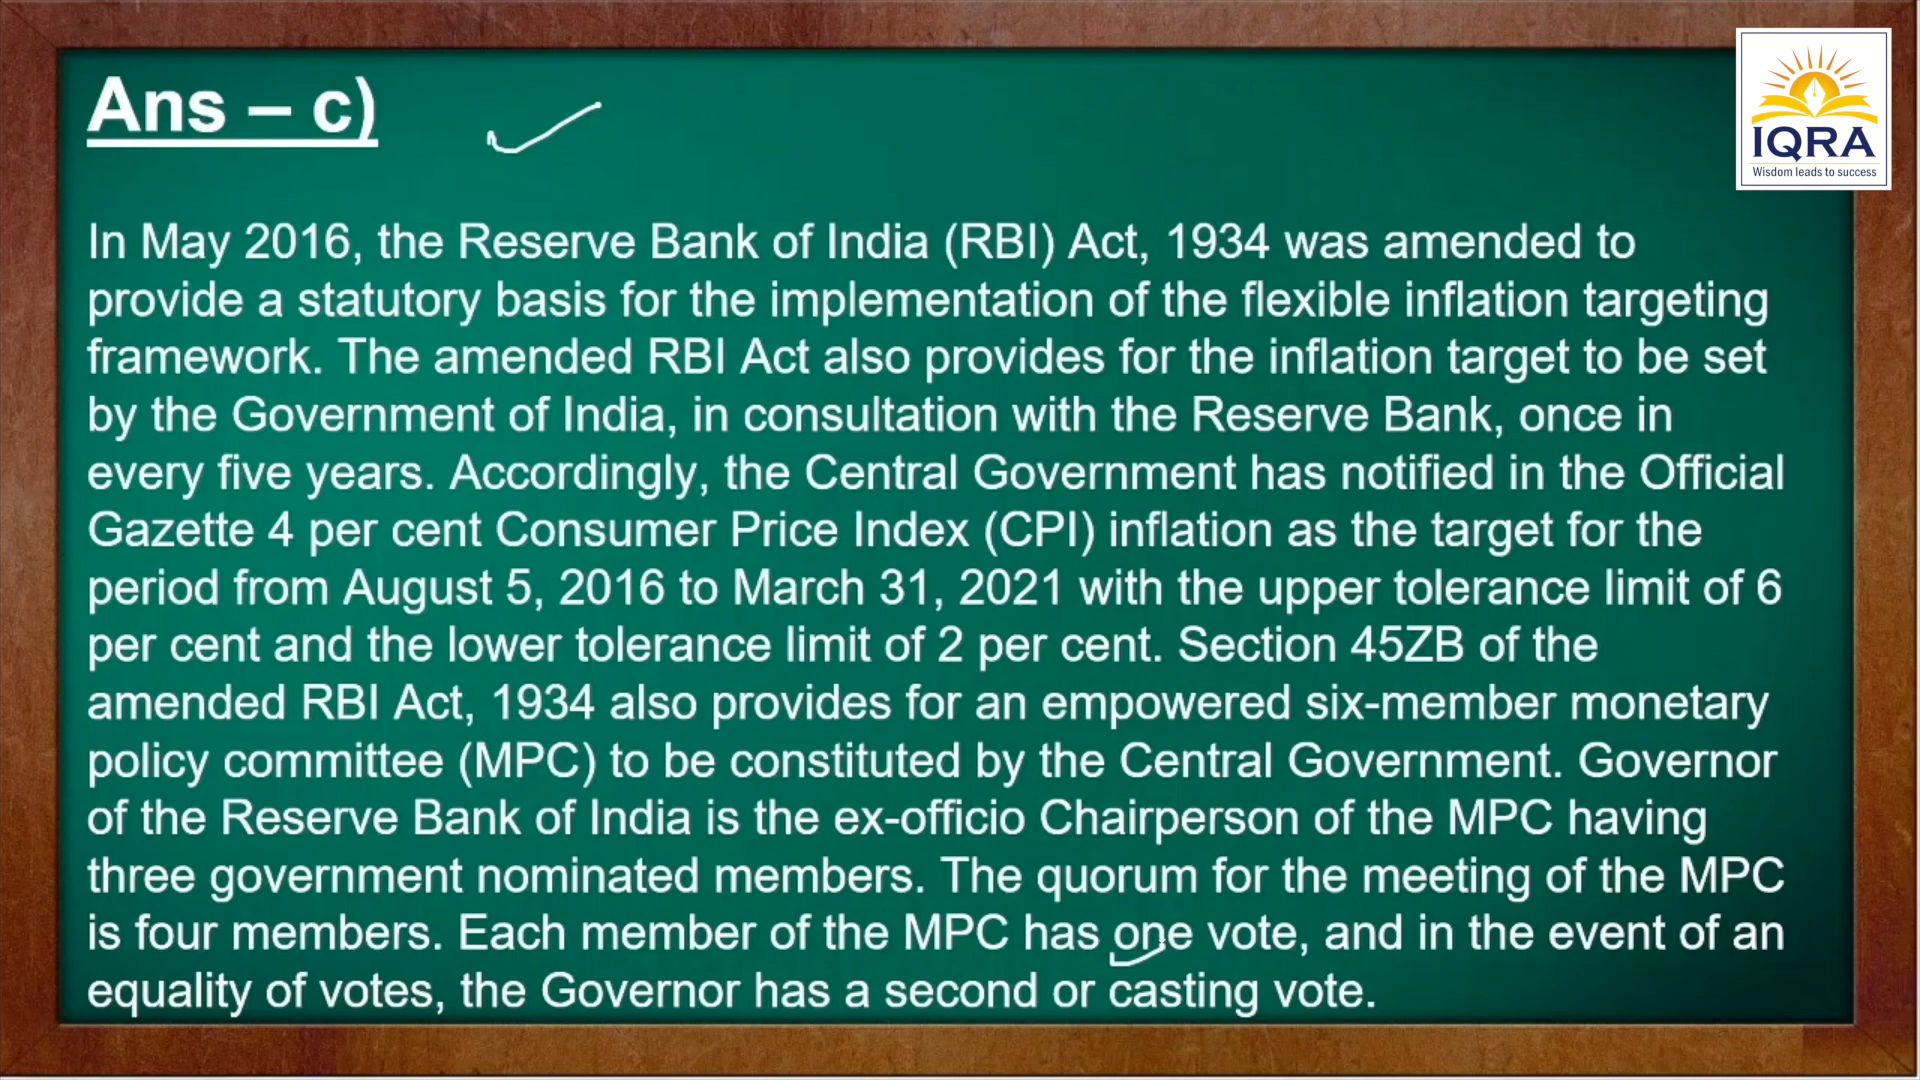 Ans – c)
IQRA
Wisdom leads to success
In May 2016, the Reserve Bank of India (RBI) Act, 1934 was amended to
provide a statutory basis for the implementation of the flexible inflation targeting
framework. The amended RBI Act also provides for the inflation target to be set
by the Government of India, in consultation with the Reserve Bank, once in
every five years. Accordingly, the Central Government has notified in the Official
Gazette 4 per cent Consumer Price Index (CPI) inflation as the target for the
period from August 5, 2016 to March 31, 2021 with the upper tolerance limit of 6
per cent and the lower tolerance limit of 2 per cent. Section 45ZB of the
amended RBI Act, 1934 also provides for an empowered six-member monetary
policy committee (MPC) to be constituted by the Central Government. Governor
of the Reserve Bank of India is the ex-officio Chairperson of the MPC having
three government nominated members. The quorum for the meeting of the MPC
is four members. Each member of the MPC has one vote, and in the event of an
equality of votes, the Governor has a second or casting vote.